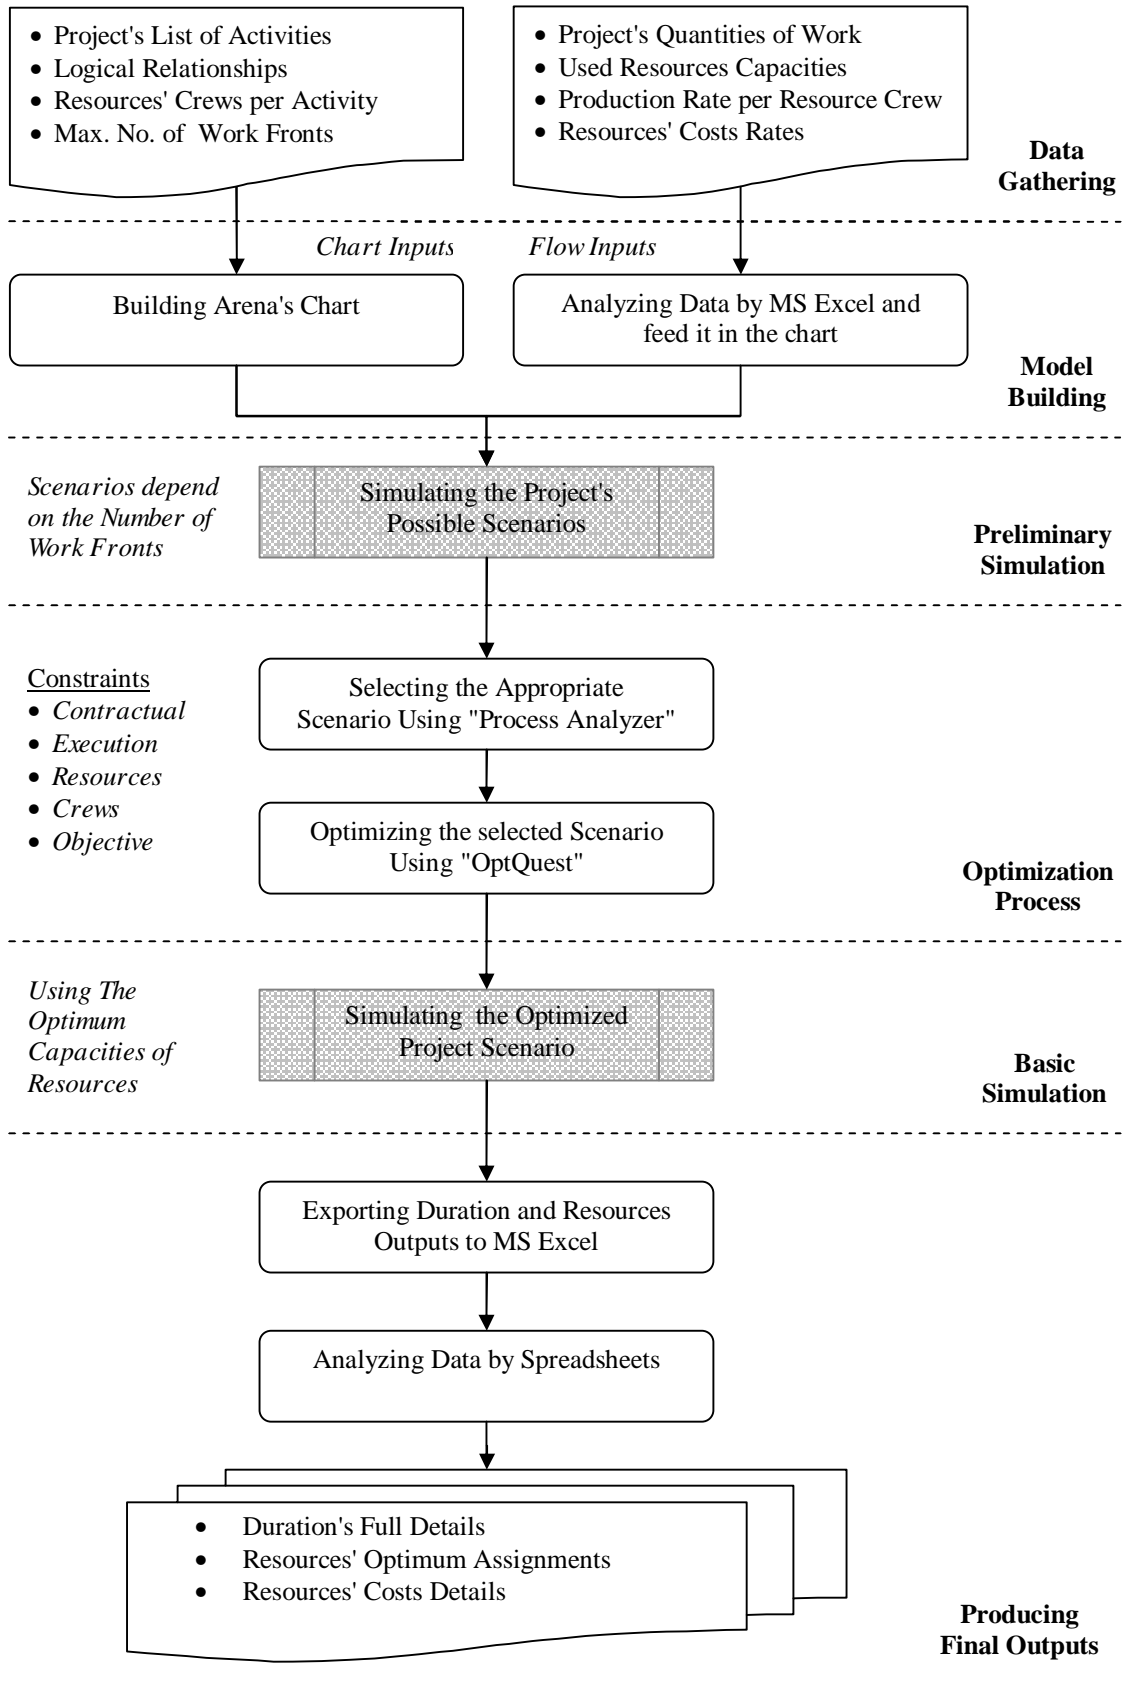 • Project's List of Activities
• Logical Relationships
• Resources' Crews per Activity
• Max. No. of Work Fronts
• Project's Quantities of Work
• Used Resources Capacities
• Production Rate per Resource Crew
• Resources' Costs Rates
Data
Gathering
Chart Inputs
Flow Inputs
Building Arena's Chart
Analyzing Data by MS Excel and
feed it in the chart
Model
Building
Scenarios depend
on the Number of
Work Fronts
Simulating the Project's
Possible Scenarios
Preliminary
Simulation
Constraints
• Contractual
• Execution
• Resources
• Crews
• Objective
Selecting the Appropriate
Scenario Using "Process Analyzer"
Optimizing the selected Scenario
Using "OptQuest"
Optimization
Process
Using The
Optimum
Capacities of
Resources
Simulating the Optimized
Project Scenario
Basic
Simulation
Exporting Duration and Resources
Outputs to MS Excel
Analyzing Data by Spreadsheets
• Duration's Full Details
• Resources' Optimum Assignments
• Resources' Costs Details
Producing
Final Outputs